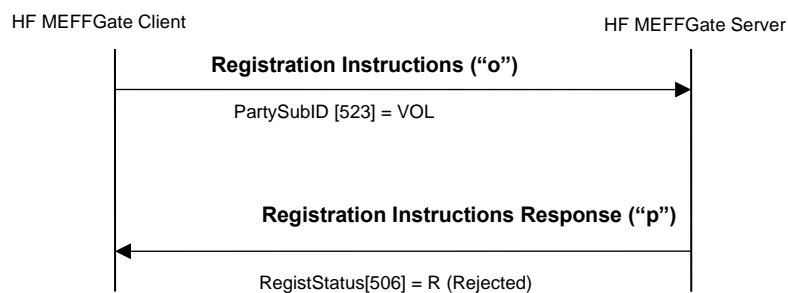 HF MEFFGate Client
HF MEFFGate Server
Registration Instructions (“o”)
PartySubID [523] = VOL
Registration Instructions Response (“p”)
RegistStatus[506] = R (Rejected)